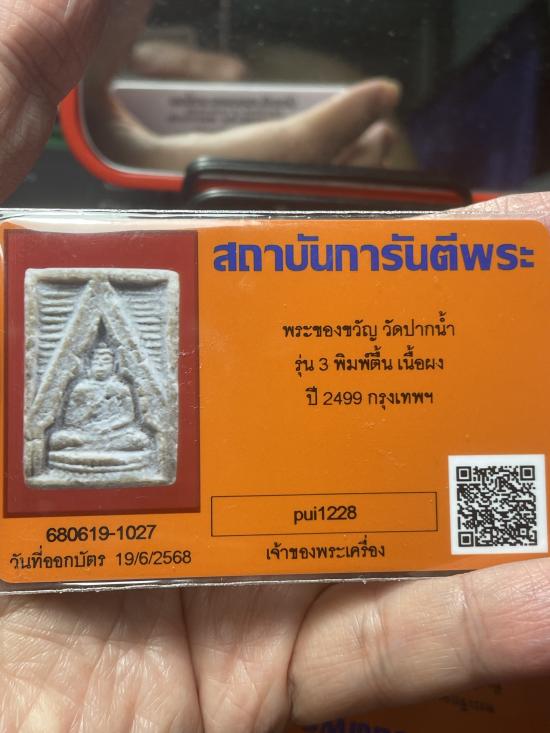 สถาบันการันตีพระ
พระของขวัญ วัดปากน้ำ
รุ่น 3 พิมพ์ตื้น เนื้อผง
ปี 2499 กรุงเทพฯ
pui1228
เจ้าของพระเครื่อง
680619-1027
วันที่ออกบัตร 19/6/2568